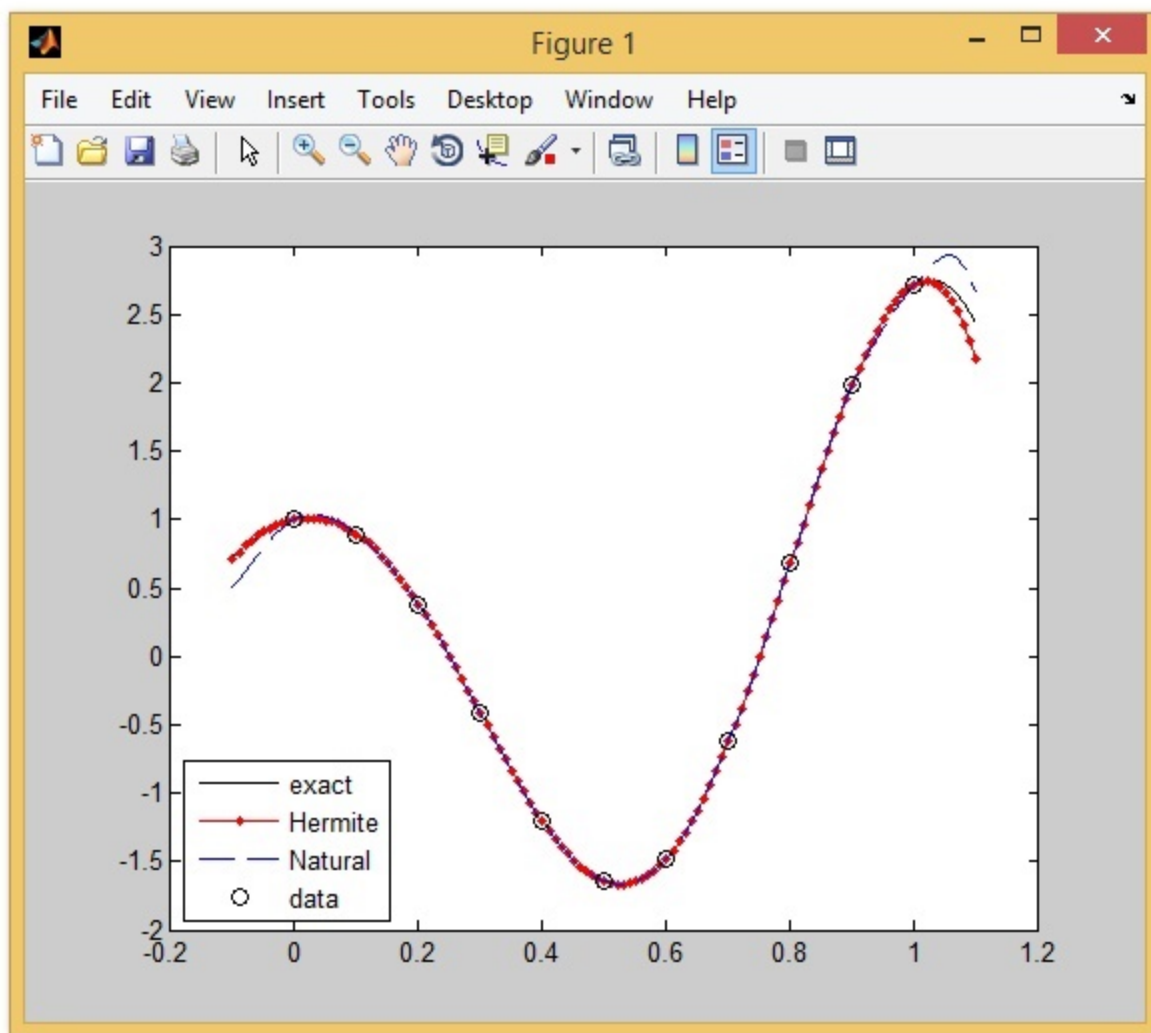 Figure 1
File Edit View Insert Tools Desktop Window Help
3
2.5
2
1.5
1
0.5
0
-0.5
-1
-1.5
-2
exact
Hermite
Natural
data
-0.2 0 0.2 0.4 0.6 0.8 1 1.2